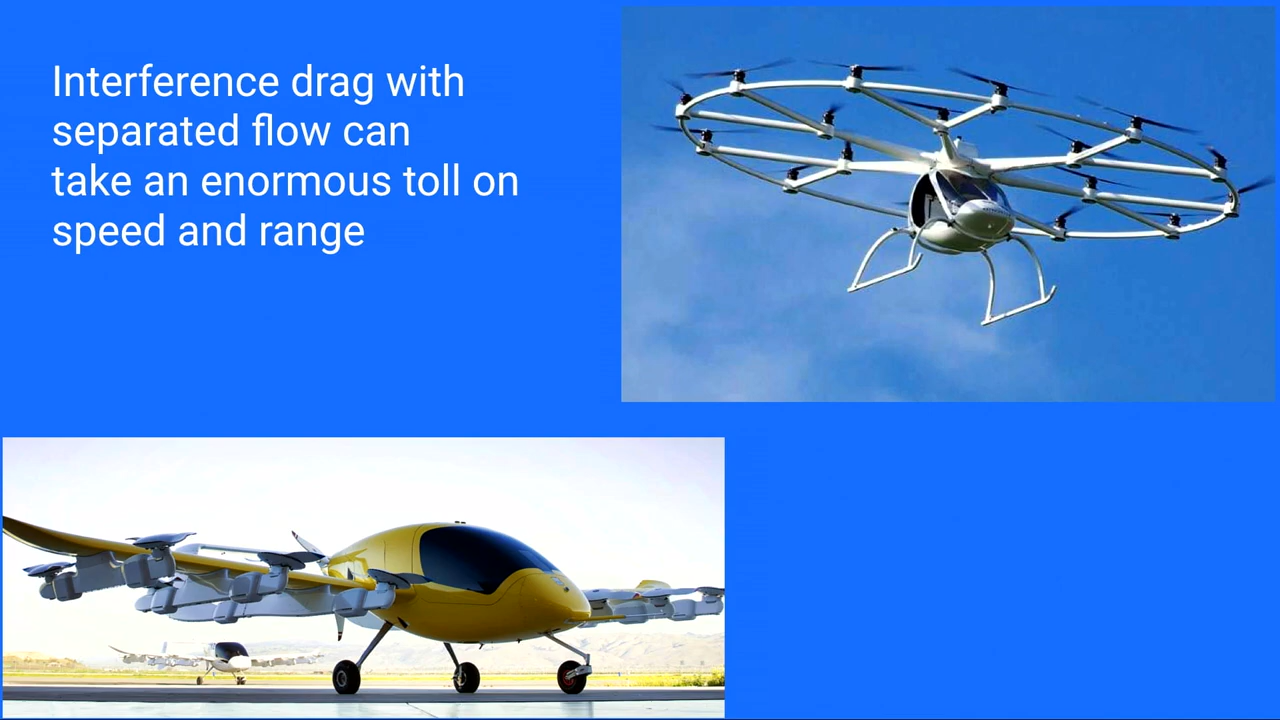 Interference drag with
separated flow can
take an enormous toll on
speed and range